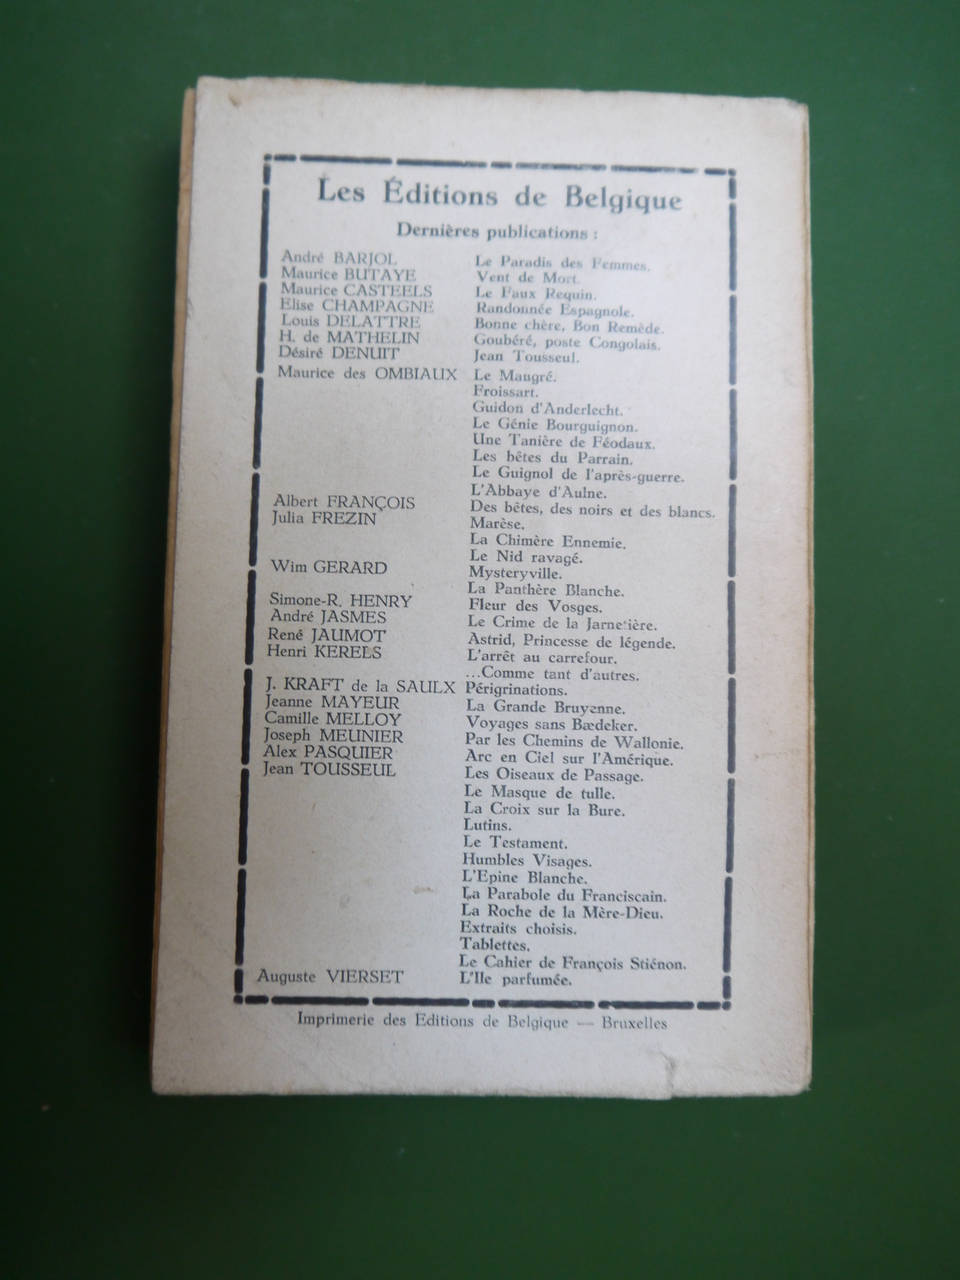 Les Éditions de Belgique
Dernières publications :
André BARJOL Le Paradis des Femmes.
Maurice BUTAYE Vent de Mort.
Maurice CASTEELS Le Faux Requin.
Elise CHAMPAGNE Randonnée Espagnole.
Louis DELATTRE Bonne chère, Bon Remède.
H. de MATHELIN Goubéré, poste Congolais.
Désiré DENUIT Jean Tousseul.
Maurice des OMBIAUX Le Maugré.
Froissart.
Guidon d'Anderlecht.
Le Génie Bourguignon.
Une Tanière de Féodaux.
Les bêtes du Parrain.
Le Guignol de l'après-guerre.
L'Abbaye d'Aulne.
Albert FRANÇOIS Des bêtes, des noirs et des blancs.
Julia FREZIN Marèse.
La Chimère Ennemie.
Le Nid ravagé.
Wim GERARD Mysteryville.
La Panthère Blanche.
Simone-R. HENRY Fleur des Vosges.
André JASMES Le Crime de la Jarnetière.
René JAUMOT Astrid, Princesse de légende.
Henri KERELS L'arrêt au carrefour.
...Comme tant d'autres.
J. KRAFT de la SAULX Périgrinations.
Jeanne MAYEUR La Grande Bruyenne.
Camille MELLOY Voyages sans Bædeker.
Joseph MEUNIER Par les Chemins de Wallonie.
Alex PASQUIER Arc en Ciel sur l'Amérique.
Jean TOUSSEUL Les Oiseaux de Passage.
Le Masque de tulle.
La Croix sur la Bure.
Lutins.
Le Testament.
Humbles Visages.
L'Epine Blanche.
La Parabole du Franciscain.
La Roche de la Mère-Dieu.
Extraits choisis.
Tablettes.
Le Cahier de François Stiénon.
Auguste VIERSET L'Ile parfumée.
Imprimerie des Editions de Belgique — Bruxelles